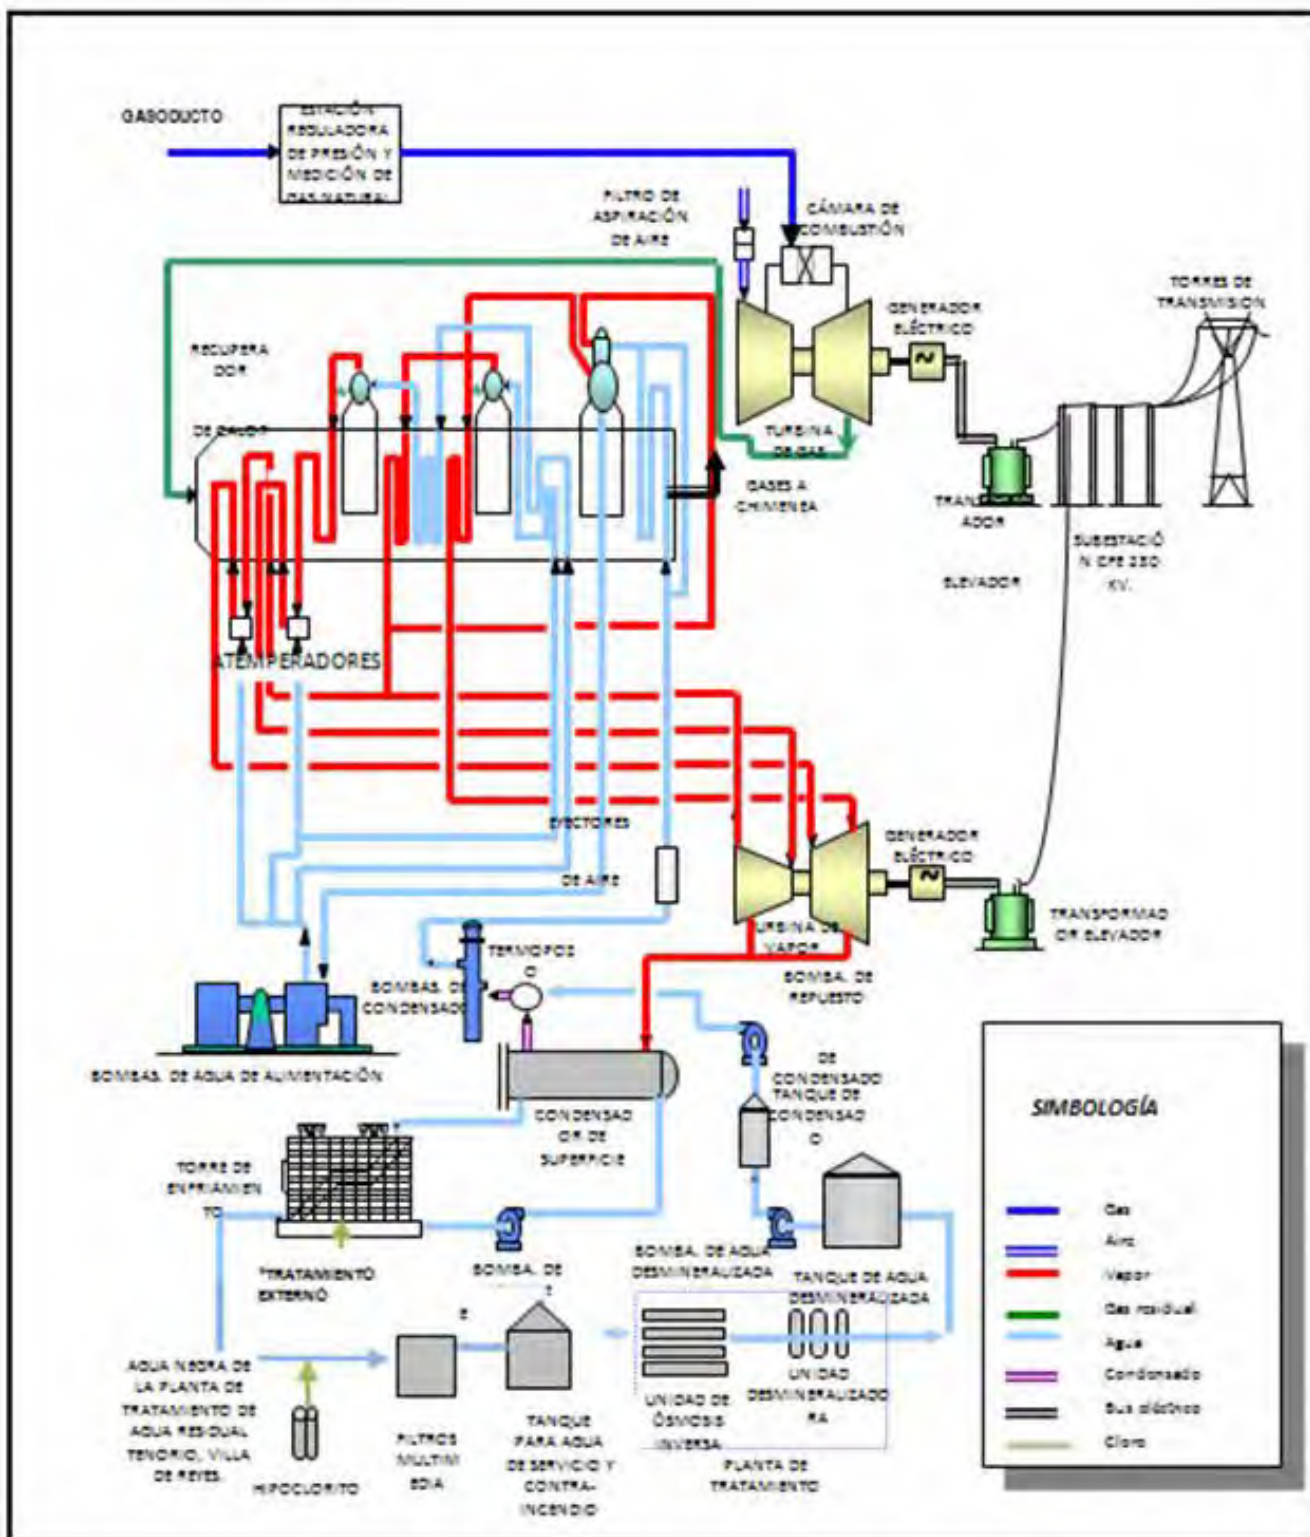 GASODUCTO
ESTACIÓN
REGULADORA
DE PRESIÓN Y
MEDICIÓN DE
GAS NATURAL
FILTRO DE
ASPIRACIÓN
DE AIRE
CÁMARA DE
COMBUSTIÓN
TORRES DE
TRANSMISION
GENERADOR
ELÉCTRICO
RECUPERA
DOR
DE CALOR
TURBINA
DE GAS
GASES A
CHIMENEA
TRANS
ADOR
ELEVADOR
SUBESTACIÓ
N CFE 230
KV.
ATEMPERADORES
EYECTORES
DE AIRE
GENERADOR
ELÉCTRICO
TRANSFORMAD
OR ELEVADOR
URBINA DE
VAPOR
TERMOPOZ
O
BOMBAS. DE
CONDENSADO
BOMBA. DE
REPUESTO
DE
CONDENSADO
BOMBAS. DE AGUA DE ALIMENTACIÓN
TANQUE DE
CONDENSAD
O
CONDENSAD
OR DE
SUPERFICIE
TORRE DE
ENFRIAMIEN
TO
*TRATAMIENTO
EXTERNO
BOMBA. DE
E
BOMBA. DE AGUA
DESMINERALIZADA
TANQUE DE AGUA
DESMINERALIZADA
AGUA NEGRA DE
LA PLANTA DE
TRATAMIENTO DE
AGUA RESIDUAL
TENORIO, VILLA
DE REYES.
HIPOCLORITO
FILTROS
MULTIM
EDIA
TANQUE
PARA AGUA
DE SERVICIO Y
CONTRA-
INCENDIO
UNIDAD DE
ÓSMOSIS
INVERSA
UNIDAD
DESMINERALIZADO
RA
PLANTA DE
TRATAMIENTO
SIMBOLOGÍA
Gas
Aire
Vapor
Gas residual
Agua
Condensado
Bus eléctrico
Cloro